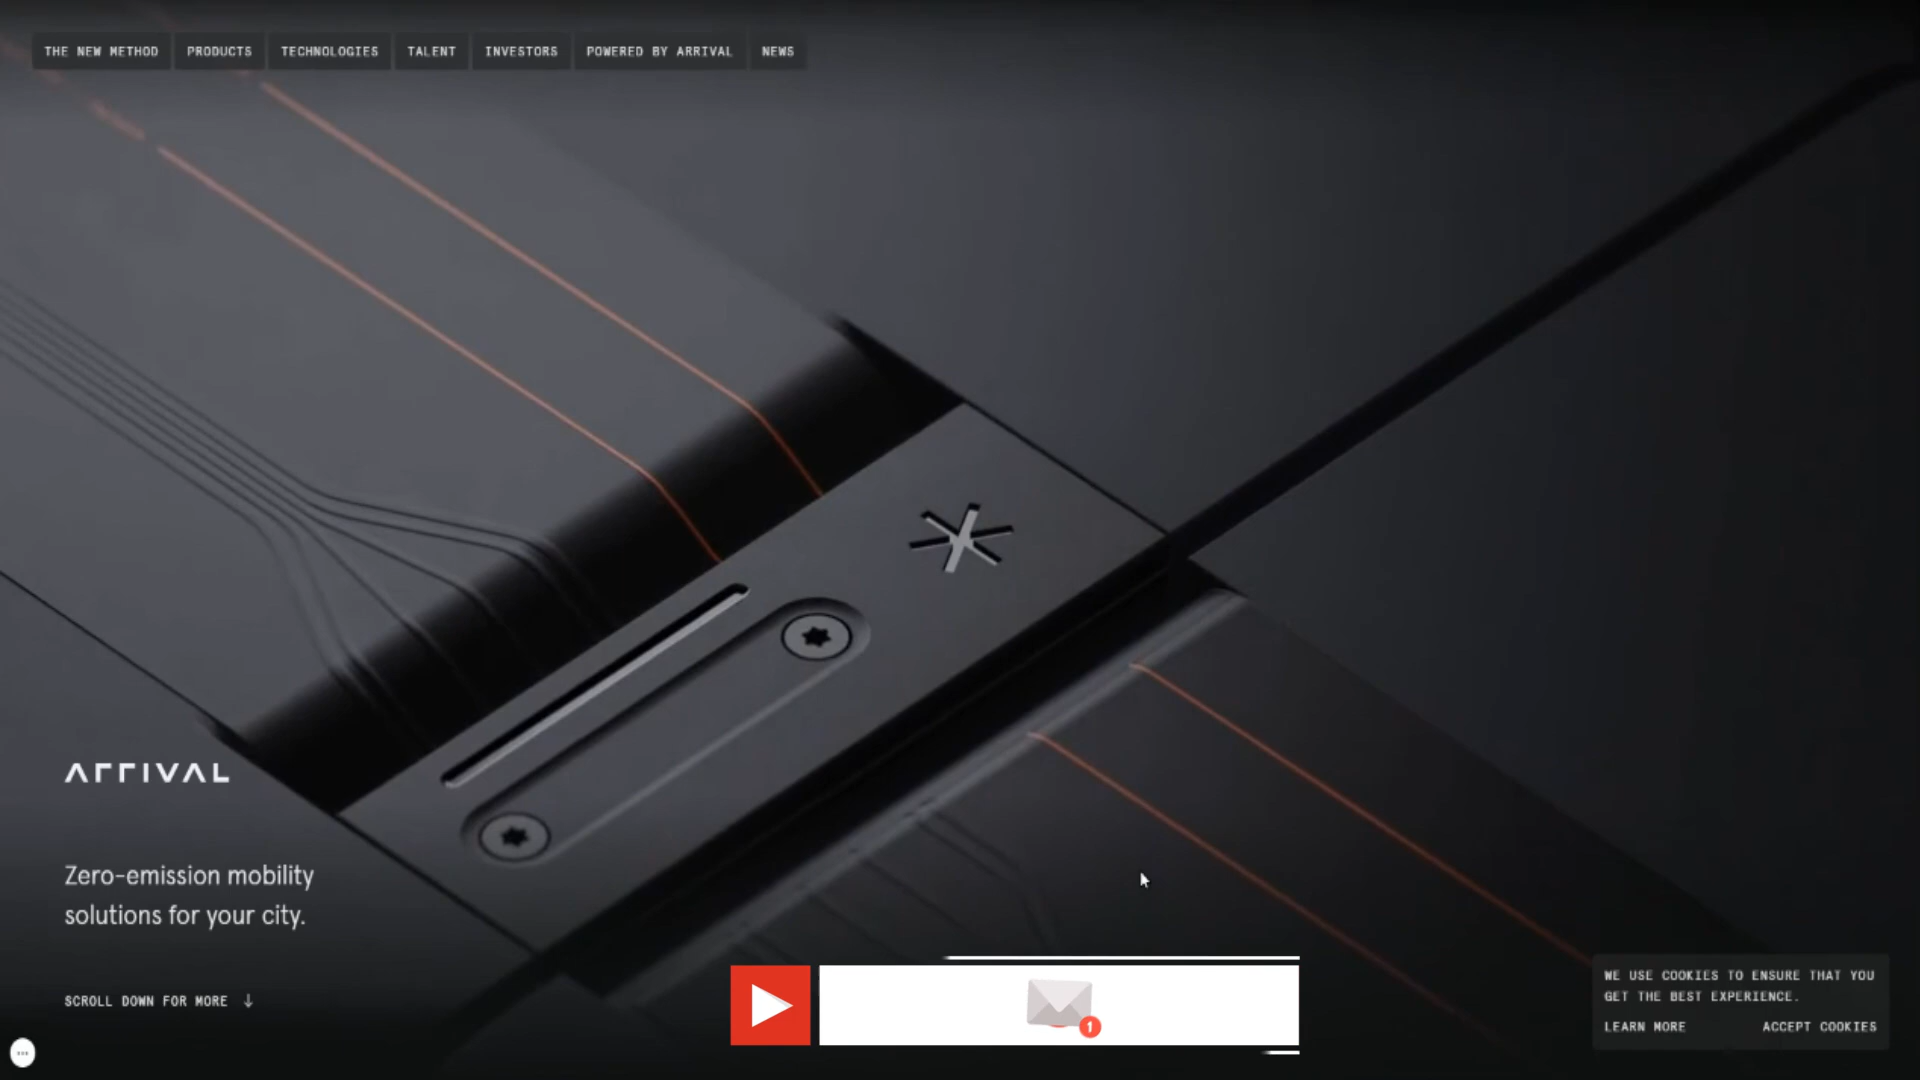 THE NEW METHOD
PRODUCTS
TECHNOLOGIES
TALENT
INVESTORS
POWERED BY ARRIVAL
NEWS
ARRIVAL
Zero-emission mobility
solutions for your city.
SCROLL DOWN FOR MORE ↓
1
WE USE COOKIES TO ENSURE THAT YOU
GET THE BEST EXPERIENCE.
LEARN MORE
ACCEPT COOKIES